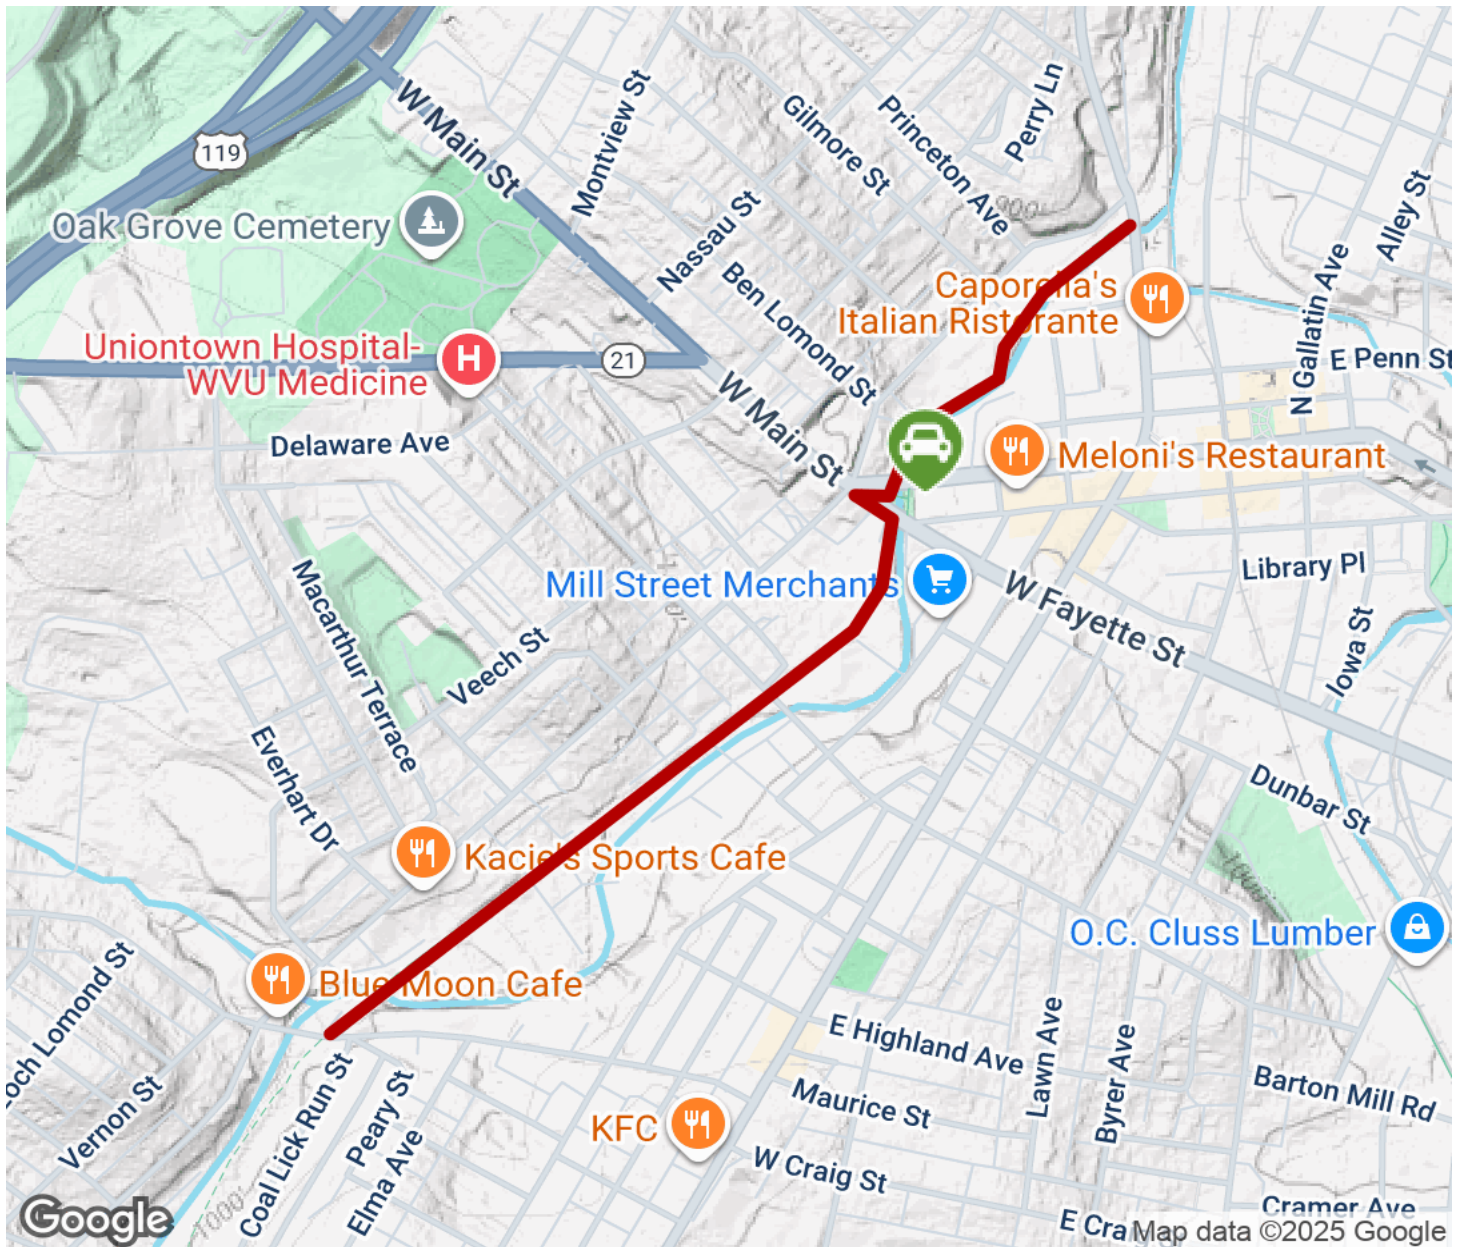 W Main St
Montview St
Gilmore St
Princeton Ave
Perry Ln
119
Oak Grove Cemetery
Nassau St
Ben Lomond St
900
Alley St
N Gallatin Ave
Caporella's
Italian Ristorante
Uniontown Hospital-
WVU Medicine
H
21
W Main St
E Penn St
Delaware Ave
Meloni's Restaurant
Mill Street Merchants
Library Pl
W Fayette St
Iowa St
Macarthur Terrace
Veech St
Everhart Dr
Dunbar St
Kacie's Sports Cafe
1000
O.C. Cluss Lumber
Blue Moon Cafe
och Lomond St
Vernon St
Coal Lick Run St
Peary St
Elma Ave
E Highland Ave
Lawn Ave
Byrer Ave
Barton Mill Rd
Maurice St
KFC
W Craig St
Cramer Ave
E Cra
1000'
Google
Map data ©2025 Google